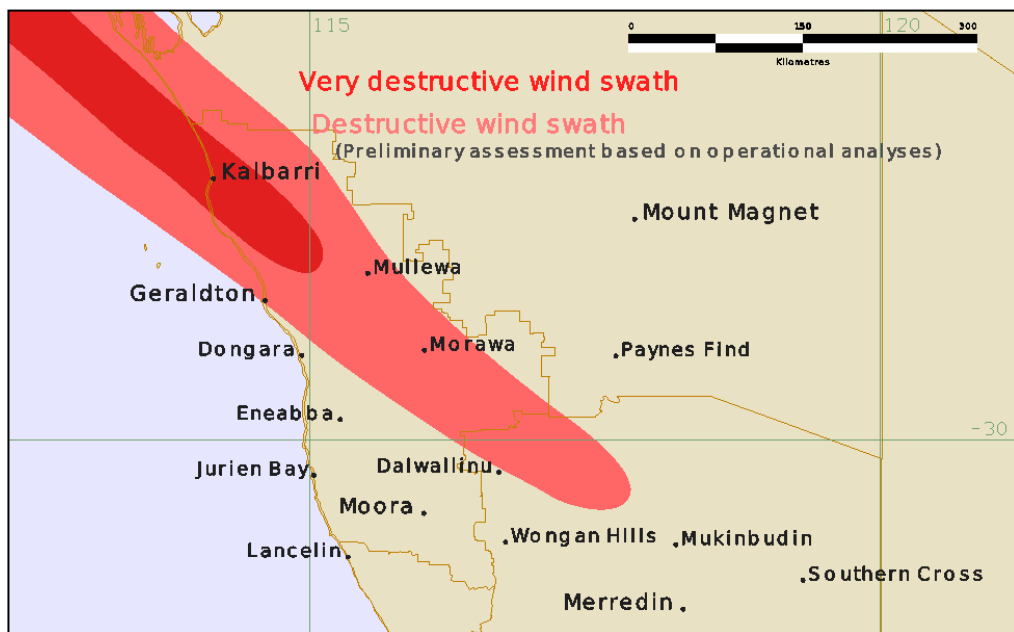 0 150 300
115
120
Kilometres
Very destructive wind swath
Destructive wind swath
(Preliminary assessment based on operational analyses)
Kalbarri
Mount Magnet
Mullewa
Geraldton
Morawa
Dongara
Paynes Find
Eneabba
-30
Jurien Bay
Dalwallinu
Moora
Wongan Hills
Mukinbudin
Lancelin
Southern Cross
Merredin